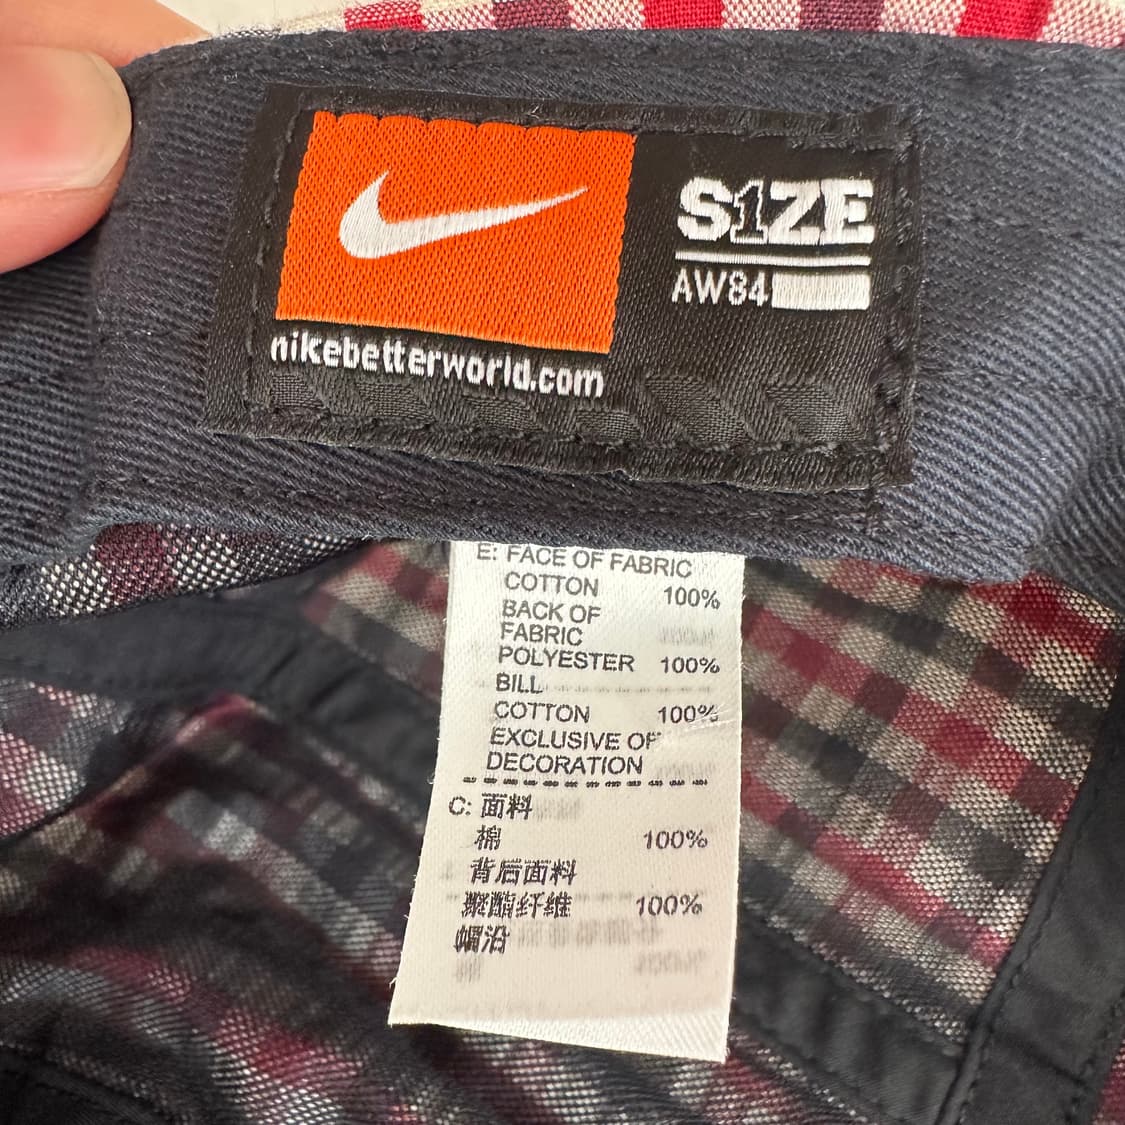 S1ZE
AW84
nikebetterworld.com
E: FACE OF FABRIC
COTTON 100%
BACK OF
FABRIC
POLYESTER 100%
BILL
COTTON 100%
EXCLUSIVE OF
DECORATION
C: 面料
棉 100%
背后面料
聚酯纤维 100%
帽沿